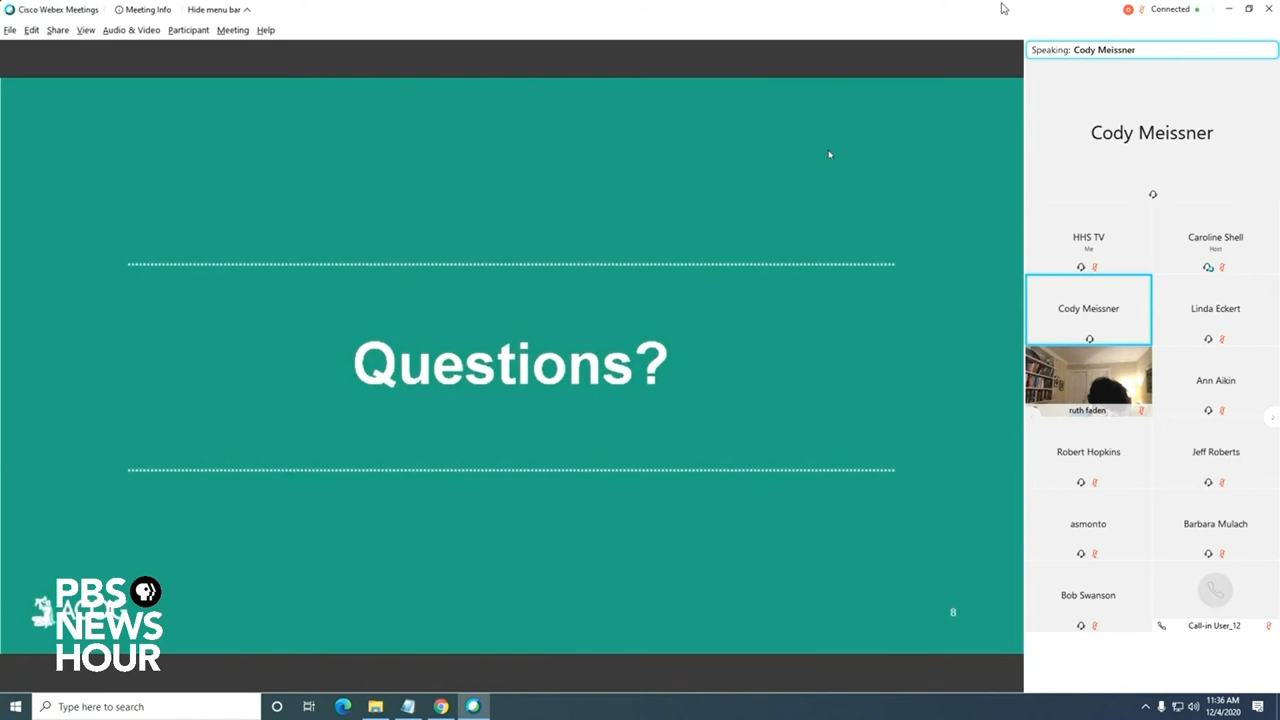 Cisco Webex Meetings
Meeting Info
Hide menu bar
Connected
File Edit Share View Audio & Video Participant Meeting Help
Speaking: Cody Meissner
Cody Meissner
HHS TV
Me
Caroline Shell
Host
Cody Meissner
Linda Eckert
ruth faden
Ann Aikin
Robert Hopkins
Jeff Roberts
asmonto
Barbara Mulach
Bob Swanson
Call-in User_12
Questions?
8
PBS
NEWS
HOUR
Type here to search
11:36 AM
12/4/2020